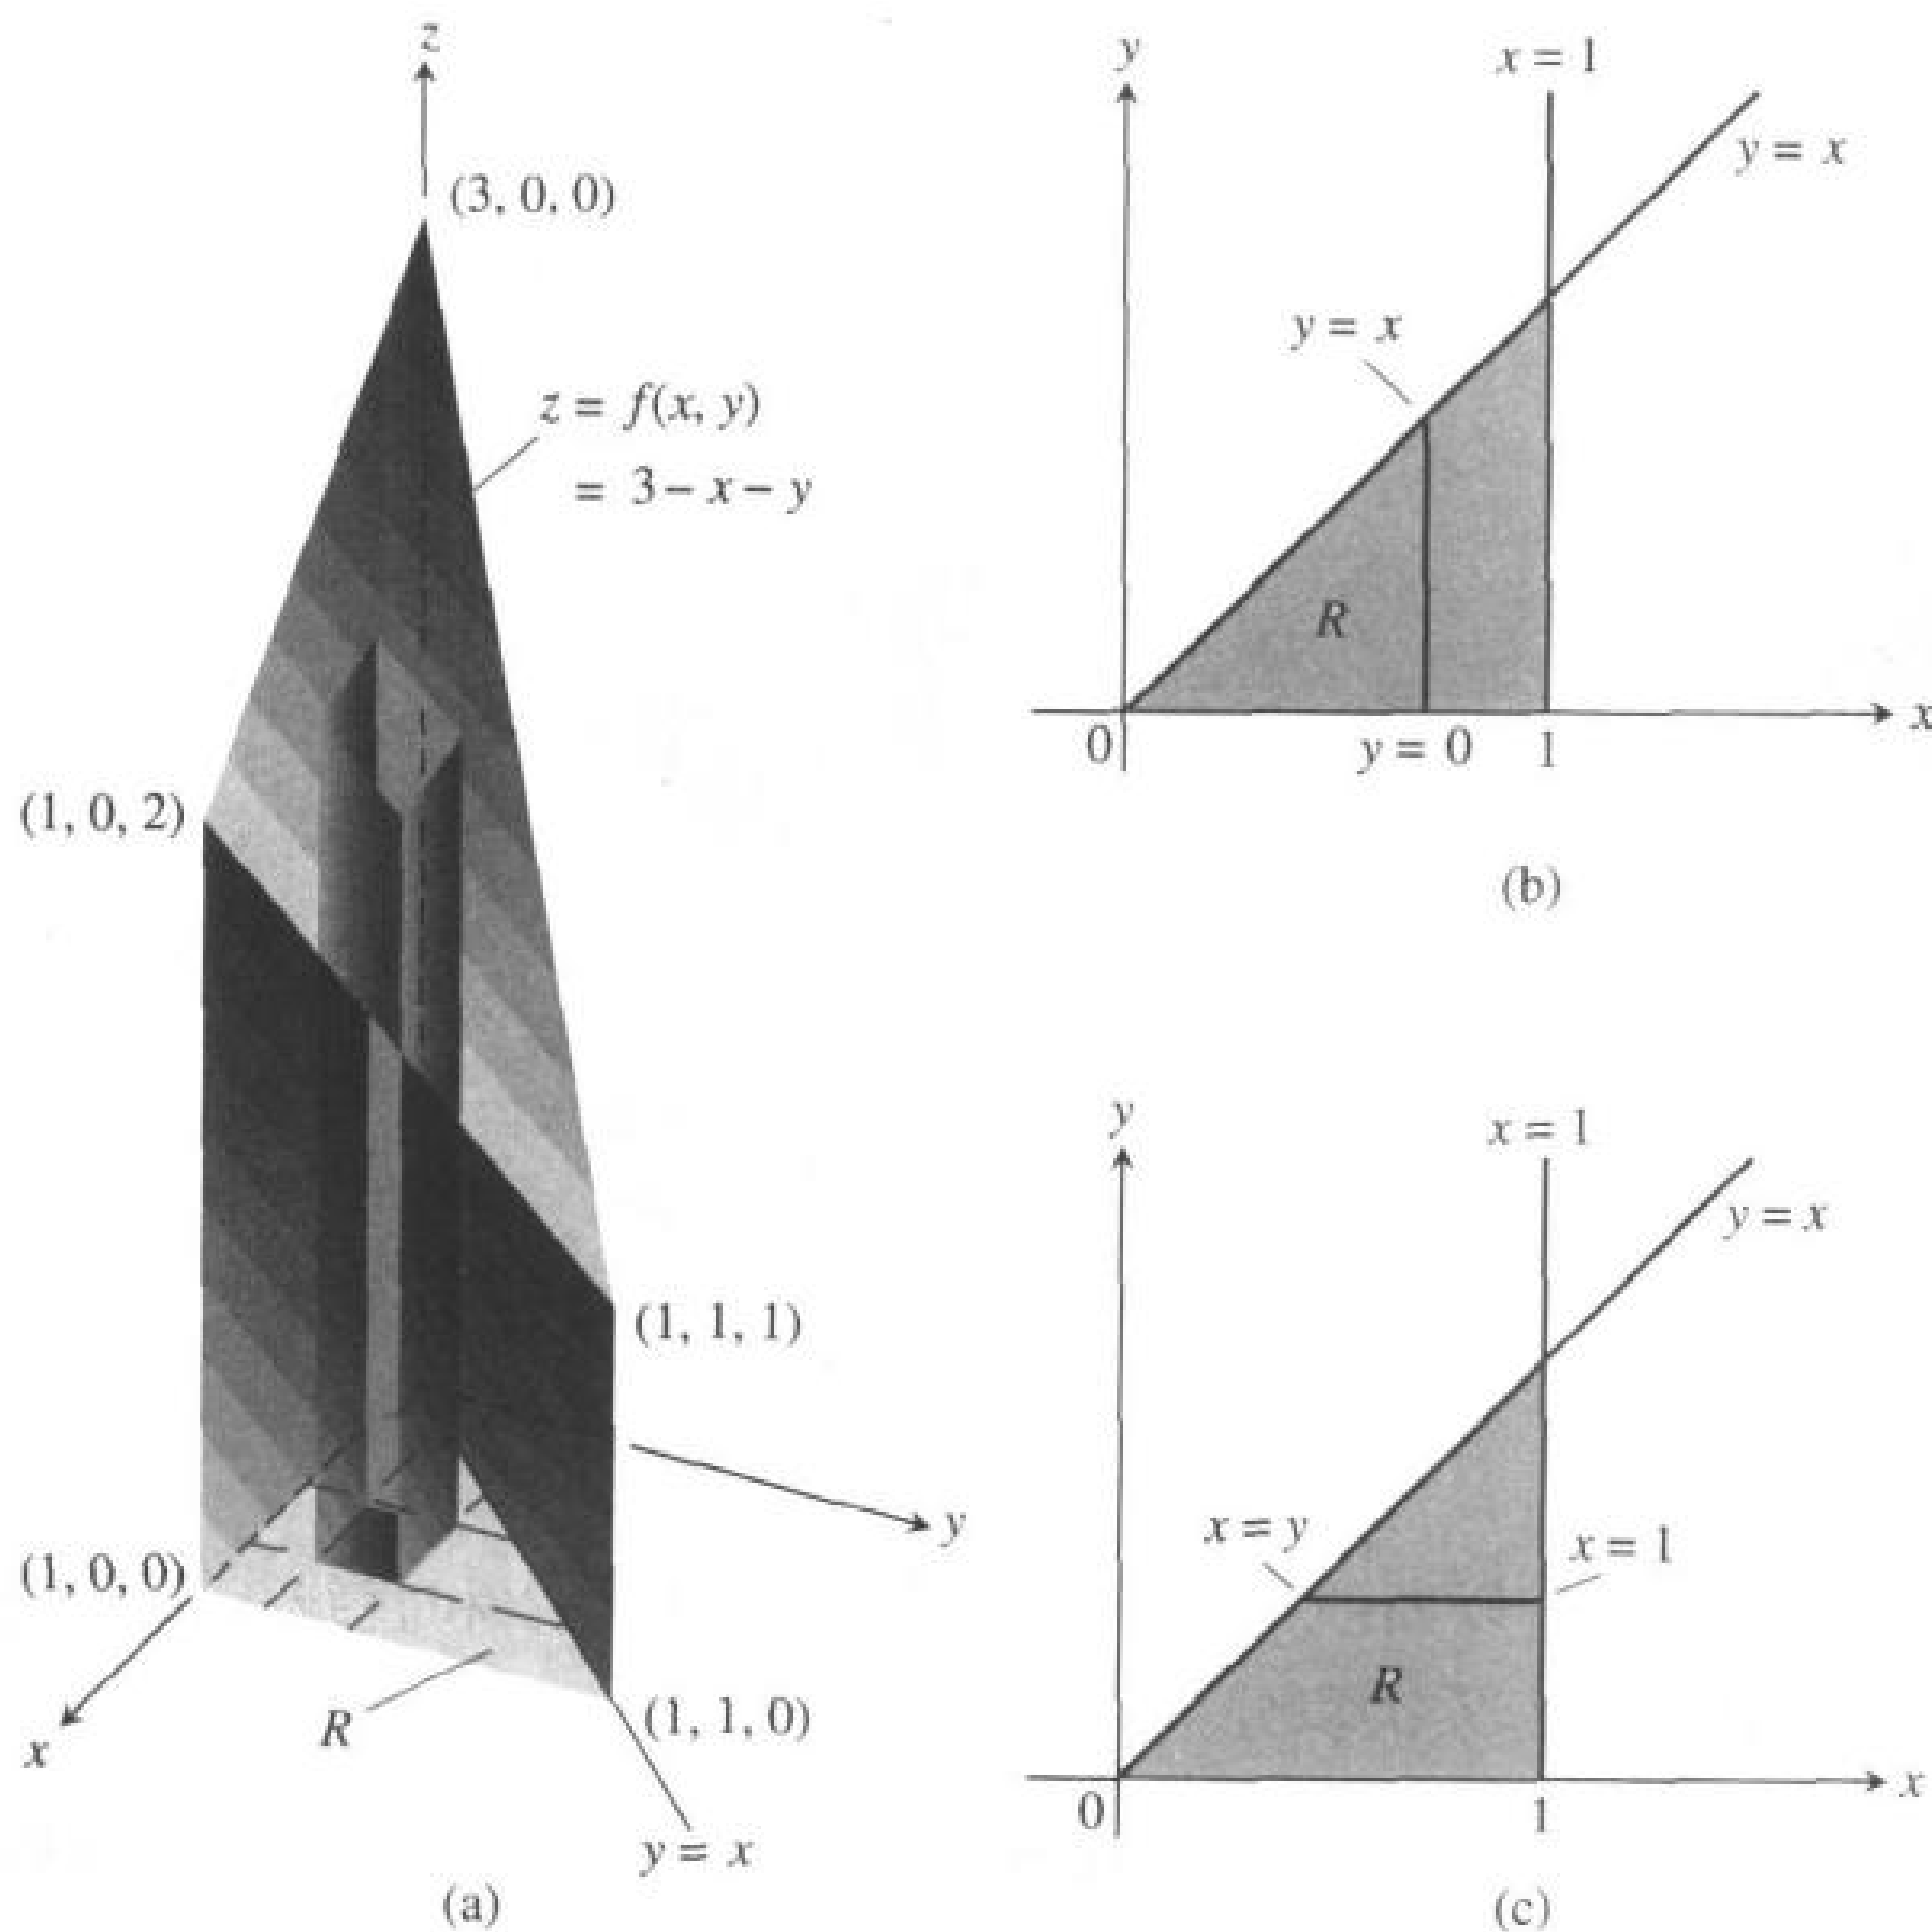 z
(3, 0, 0)
z = f(x, y)
= 3 – x – y
(1, 0, 2)
(1, 1, 1)
y
(1, 0, 0)
R
(1, 1, 0)
x
y = x
(a)
y
x = 1
y = x
y = x
R
0
y = 0
1
x
(b)
y
x = 1
y = x
x = y
x = 1
R
0
1
x
(c)